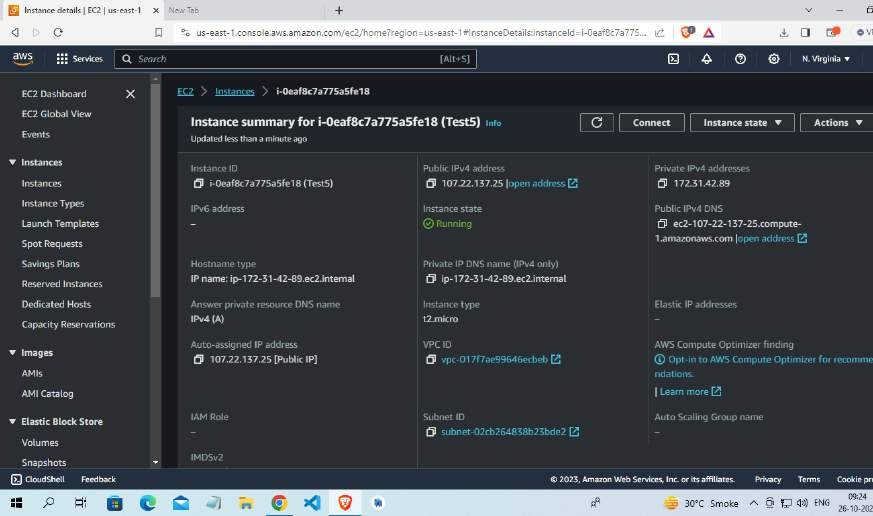 Instance details | EC2 | us-east-1
New Tab
us-east-1.console.aws.amazon.com/ec2/home?region=us-east-1#InstanceDetails:instanceId=i-0eaf8c7a775...
aws
Services
Search
[Alt+S]
N. Virginia
EC2 Dashboard
EC2 Global View
Events
Instances
Instances
Instance Types
Launch Templates
Spot Requests
Savings Plans
Reserved Instances
Dedicated Hosts
Capacity Reservations
Images
AMIs
AMI Catalog
Elastic Block Store
Volumes
Snapshots
EC2 > Instances > i-0eaf8c7a775a5fe18
Instance summary for i-0eaf8c7a775a5fe18 (Test5) Info
Updated less than a minute ago
Connect
Instance state
Actions
Instance ID
i-0eaf8c7a775a5fe18 (Test5)
Public IPv4 address
107.22.137.25 |open address
Private IPv4 addresses
172.31.42.89
IPv6 address
–
Instance state
Running
Public IPv4 DNS
ec2-107-22-137-25.compute-
1.amazonaws.com |open address
Hostname type
IP name: ip-172-31-42-89.ec2.internal
Private IP DNS name (IPv4 only)
ip-172-31-42-89.ec2.internal
Answer private resource DNS name
IPv4 (A)
Instance type
t2.micro
Elastic IP addresses
–
Auto-assigned IP address
107.22.137.25 [Public IP]
VPC ID
vpc-017f7ae99646ecbeb
AWS Compute Optimizer finding
Opt-in to AWS Compute Optimizer for recomme
ndations.
| Learn more
IAM Role
–
Subnet ID
subnet-02cb264838b23bde2
Auto Scaling Group name
–
IMDSv2
CloudShell
Feedback
© 2023, Amazon Web Services, Inc. or its affiliates.
Privacy
Terms
Cookie pr
30°C Smoke
ENG
09:24
26-10-202